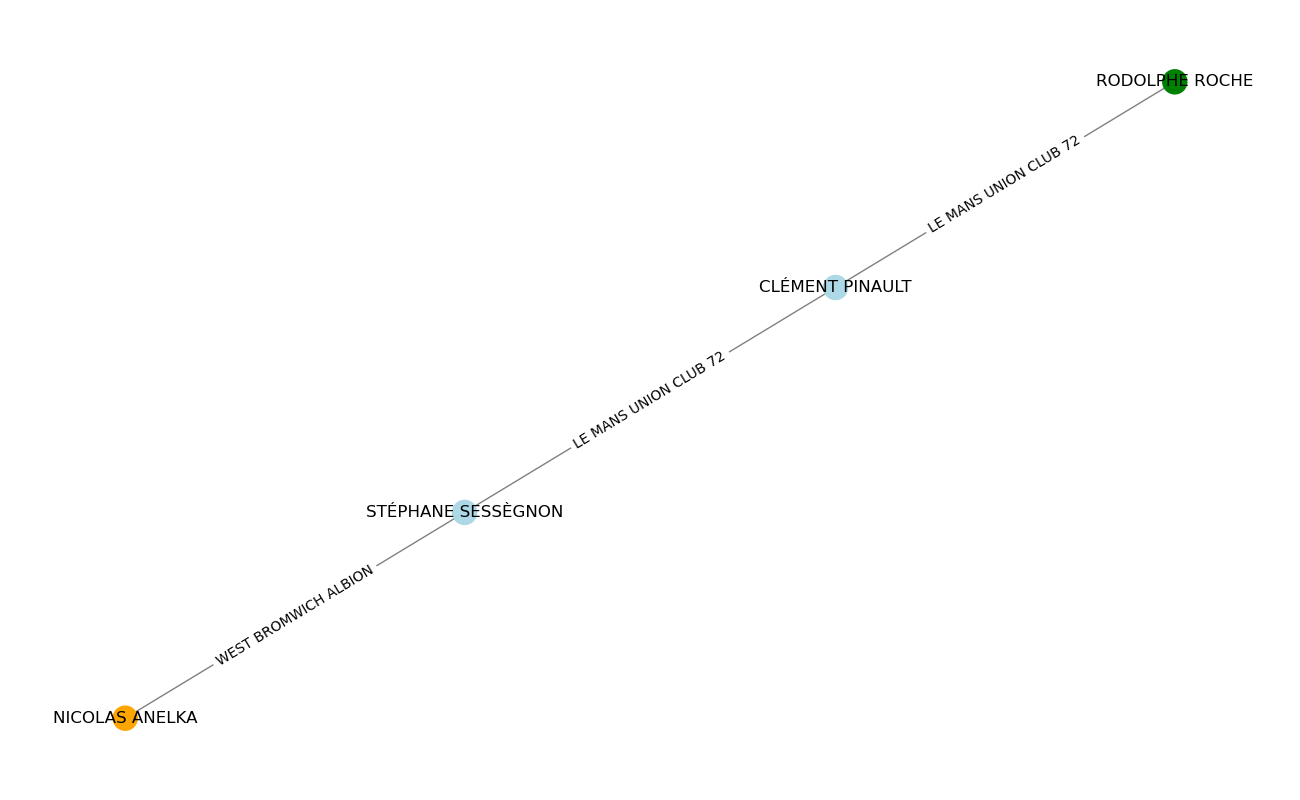 RODOLPHE ROCHE
LE MANS UNION CLUB 72
CLÉMENT PINAULT
LE MANS UNION CLUB 72
STÉPHANE SESSÈGNON
WEST BROMWICH ALBION
NICOLAS ANELKA